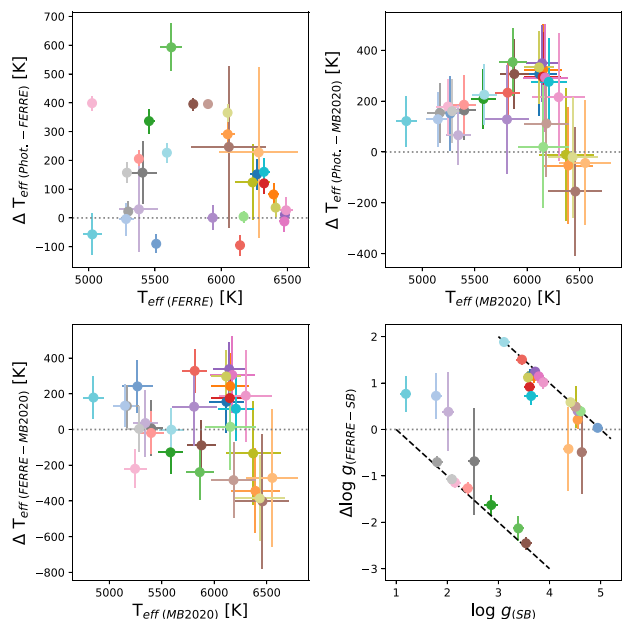 700
600
500
400
300
200
100
0
−100
Δ T_eff (Phot.−FERRE) [K]
5000 5500 6000 6500
T_eff (FERRE) [K]
400
200
0
−200
−400
Δ T_eff (Phot.−MB2020) [K]
5000 5500 6000 6500
T_eff (MB2020) [K]
400
200
0
−200
−400
−600
−800
Δ T_eff (FERRE−MB2020) [K]
5000 5500 6000 6500
T_eff (MB2020) [K]
2
1
0
−1
−2
−3
Δlog g_(FERRE−SB)
1 2 3 4 5
log g_(SB)